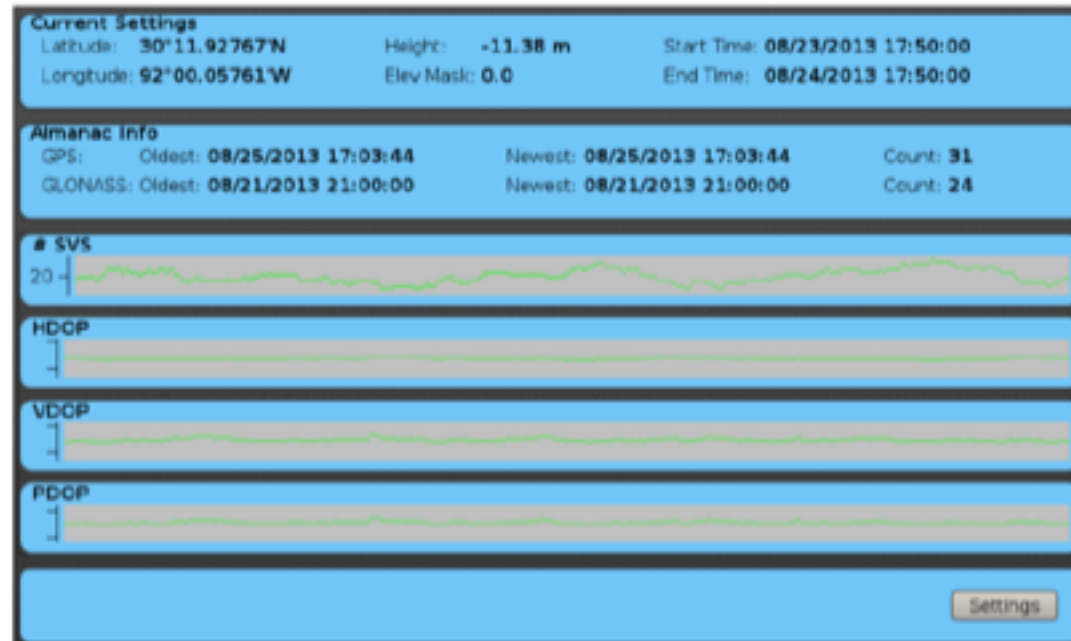 Current Settings
Latitude: 30°11.92767'N Height: -11.38 m Start Time: 08/23/2013 17:50:00
Longitude: 92°00.05761'W Elev Mask: 0.0 End Time: 08/24/2013 17:50:00
Almanac Info
GPS: Oldest: 08/25/2013 17:03:44 Newest: 08/25/2013 17:03:44 Count: 31
GLONASS: Oldest: 08/21/2013 21:00:00 Newest: 08/21/2013 21:00:00 Count: 24
# SVS
20
HDOP
VDOP
PDOP
Settings